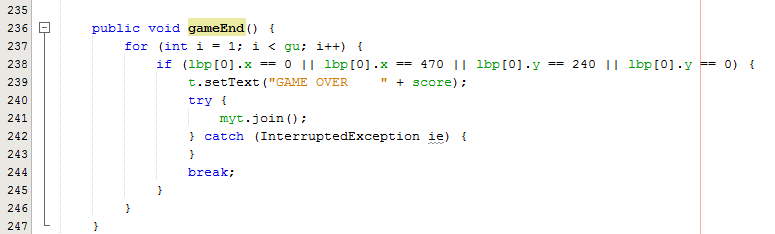 235
236 public void gameEnd() {
237 for (int i = 1; i < gu; i++) {
238 if (lbp[0].x == 0 || lbp[0].x == 470 || lbp[0].y == 240 || lbp[0].y == 0) {
239 t.setText("GAME OVER    " + score);
240 try {
241 myt.join();
242 } catch (InterruptedException ie) {
243 }
244 break;
245 }
246 }
247 }